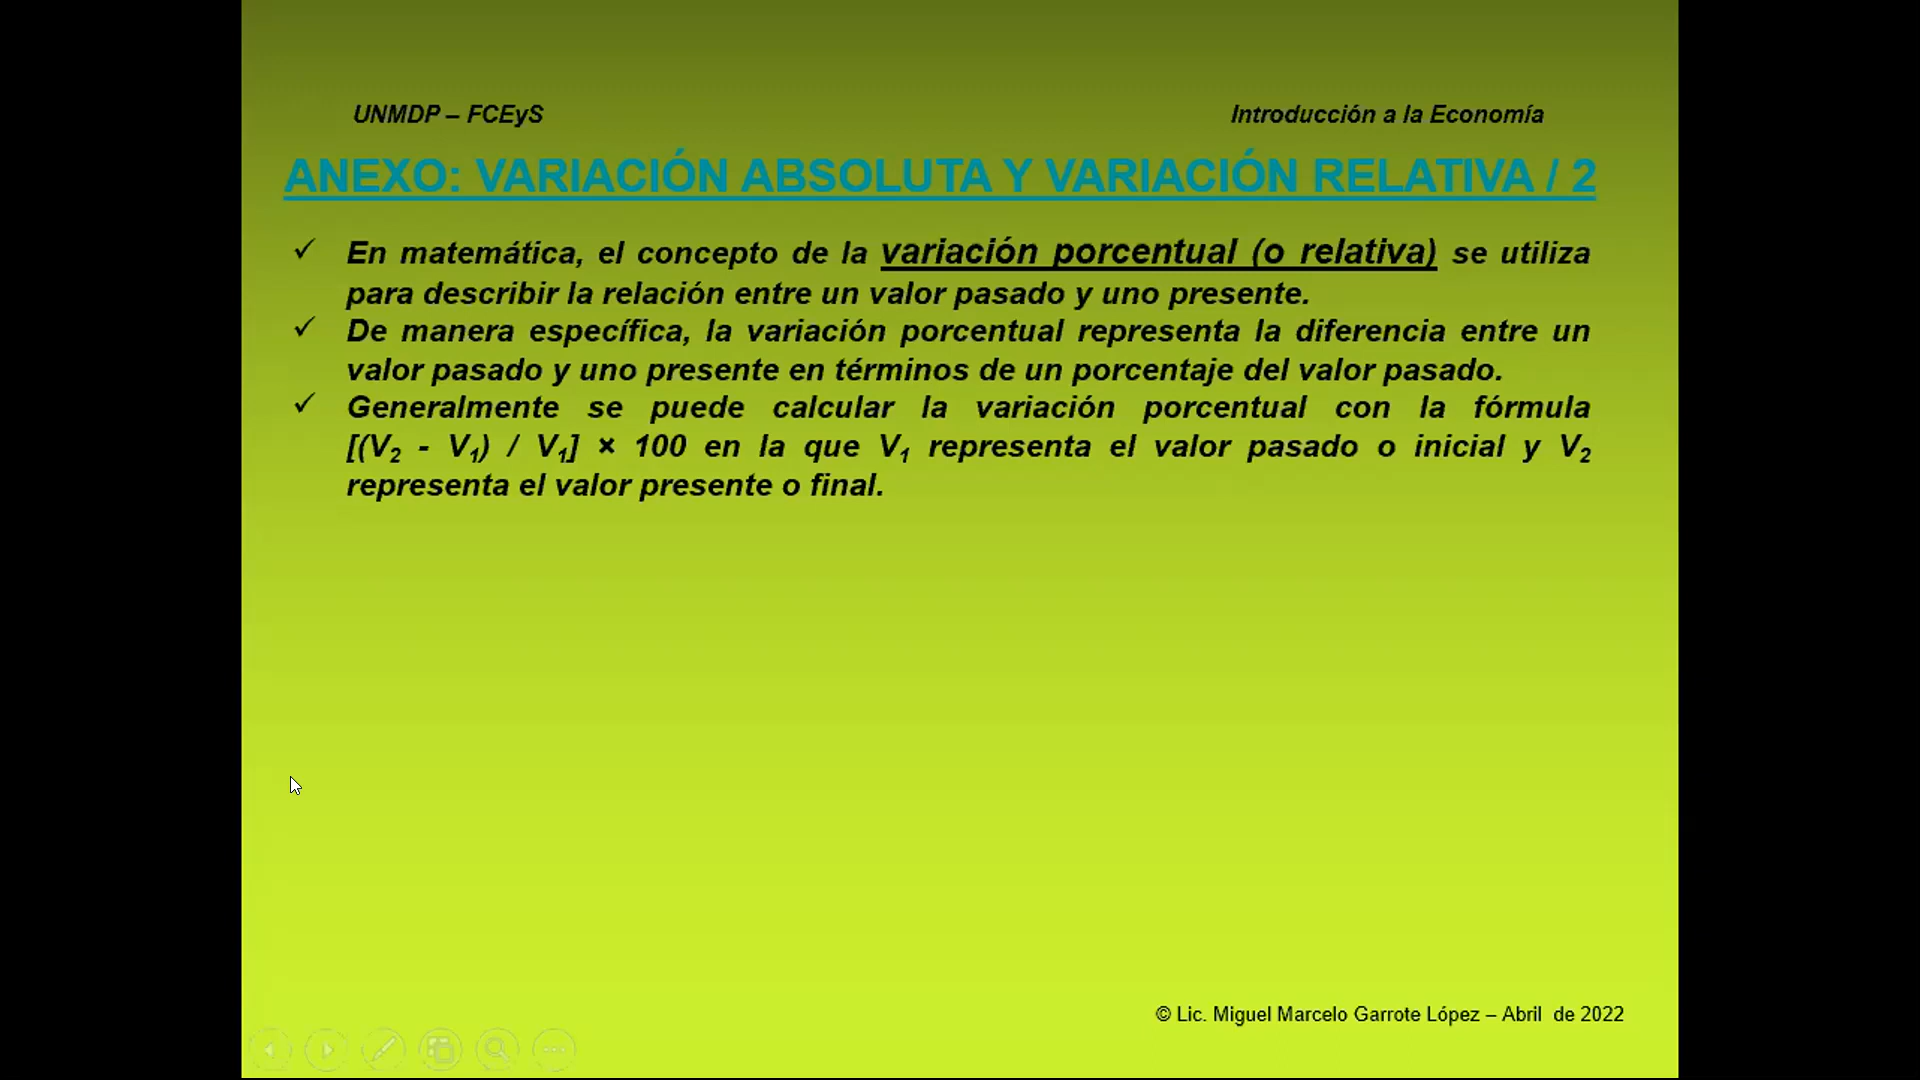 UNMDP – FCEyS
Introducción a la Economía
ANEXO: VARIACIÓN ABSOLUTA Y VARIACIÓN RELATIVA / 2
✓ En matemática, el concepto de la variación porcentual (o relativa) se utiliza
para describir la relación entre un valor pasado y uno presente.
✓ De manera específica, la variación porcentual representa la diferencia entre un
valor pasado y uno presente en términos de un porcentaje del valor pasado.
✓ Generalmente se puede calcular la variación porcentual con la fórmula
[(V₂ - V₁) / V₁] × 100 en la que V₁ representa el valor pasado o inicial y V₂
representa el valor presente o final.
© Lic. Miguel Marcelo Garrote López – Abril de 2022